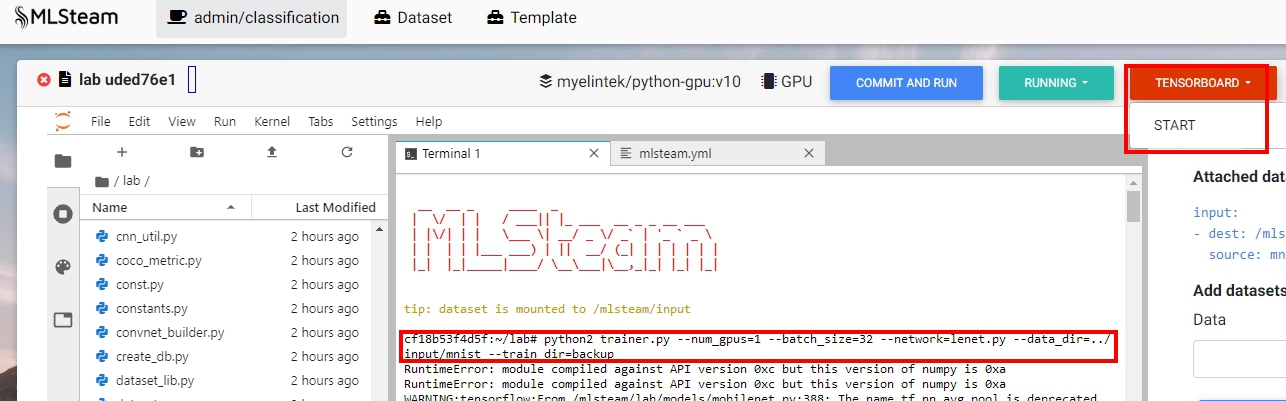 MLSteam admin/classification Dataset Template
lab uded76e1 myelintek/python-gpu:v10 GPU COMMIT AND RUN RUNNING TENSORBOARD
START
File Edit View Run Kernel Tabs Settings Help
Terminal 1 mlsteam.yml
/ lab /
Name Last Modified
cnn_util.py 2 hours ago
coco_metric.py 2 hours ago
const.py 2 hours ago
constants.py 2 hours ago
convnet_builder.py 2 hours ago
create_db.py 2 hours ago
dataset_lib.py 2 hours ago
MLSteam
tip: dataset is mounted to /mlsteam/input
cf18b53f4d5f:~/lab# python2 trainer.py --num_gpus=1 --batch_size=32 --network=lenet.py --data_dir=../
input/mnist --train_dir=backup
RuntimeError: module compiled against API version 0xc but this version of numpy is 0xa
RuntimeError: module compiled against API version 0xc but this version of numpy is 0xa
WARNING:tensorflow:From /mlsteam/lab/models/mobilenet.py:388: The name tf.nn.avg_pool is deprecated
Attached dat
input:
- dest: /mls
source: mn
Add datasets
Data